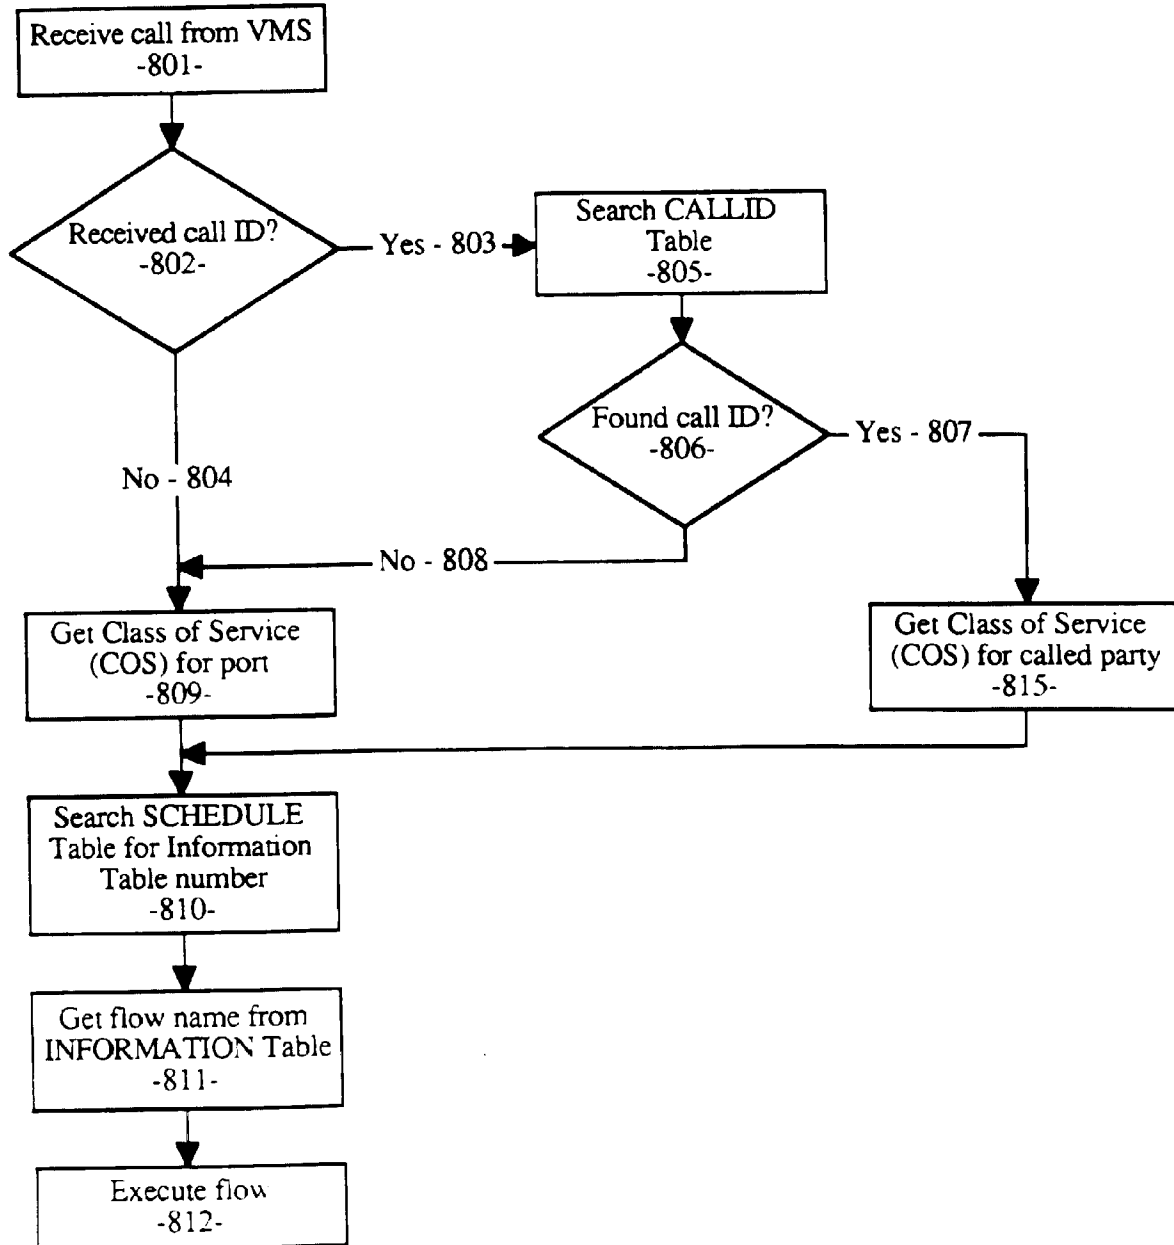 Receive call from VMS
-801-
Received call ID?
-802-
Yes - 803
Search CALLID
Table
-805-
Found call ID?
-806-
Yes - 807
No - 804
No - 808
Get Class of Service
(COS) for port
-809-
Get Class of Service
(COS) for called party
-815-
Search SCHEDULE
Table for Information
Table number
-810-
Get flow name from
INFORMATION Table
-811-
Execute flow
-812-